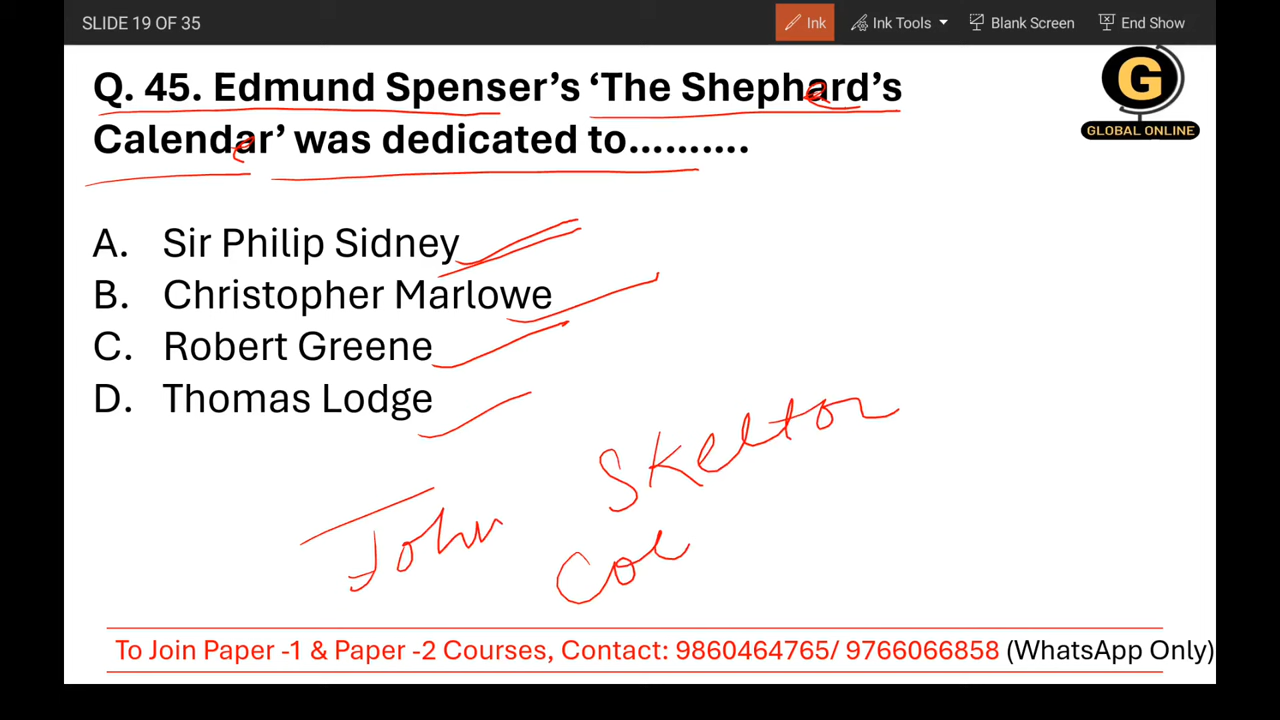 SLIDE 19 OF 35 Ink Ink Tools Blank Screen End Show
Q. 45. Edmund Spenser's 'The Shephard's
Calendar' was dedicated to..........
G
GLOBAL ONLINE
A. Sir Philip Sidney
B. Christopher Marlowe
C. Robert Greene
D. Thomas Lodge
John Skelton
To Join Paper -1 & Paper -2 Courses, Contact: 9860464765/ 9766066858 (WhatsApp Only)